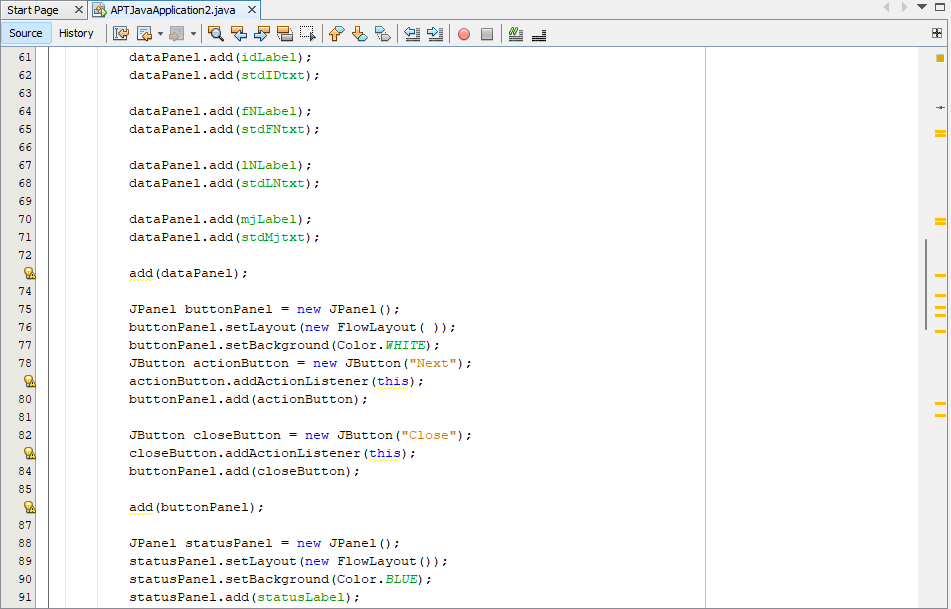 Start Page
APTJavaApplication2.java
Source History
61 dataPanel.add(idLabel);
62 dataPanel.add(stdIDtxt);
63
64 dataPanel.add(fNLabel);
65 dataPanel.add(stdFNtxt);
66
67 dataPanel.add(lNLabel);
68 dataPanel.add(stdLNtxt);
69
70 dataPanel.add(mjLabel);
71 dataPanel.add(stdMjtxt);
72
add(dataPanel);
74
75 JPanel buttonPanel = new JPanel();
76 buttonPanel.setLayout(new FlowLayout( ));
77 buttonPanel.setBackground(Color.WHITE);
78 JButton actionButton = new JButton("Next");
actionButton.addActionListener(this);
80 buttonPanel.add(actionButton);
81
82 JButton closeButton = new JButton("Close");
closeButton.addActionListener(this);
84 buttonPanel.add(closeButton);
85
add(buttonPanel);
87
88 JPanel statusPanel = new JPanel();
89 statusPanel.setLayout(new FlowLayout());
90 statusPanel.setBackground(Color.BLUE);
91 statusPanel.add(statusLabel);